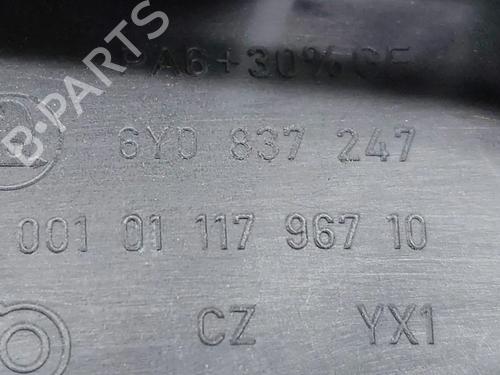 PA6+30%GF
B-PARTS
6Y0 837 247
001 01 117 967 10
CZ YX1